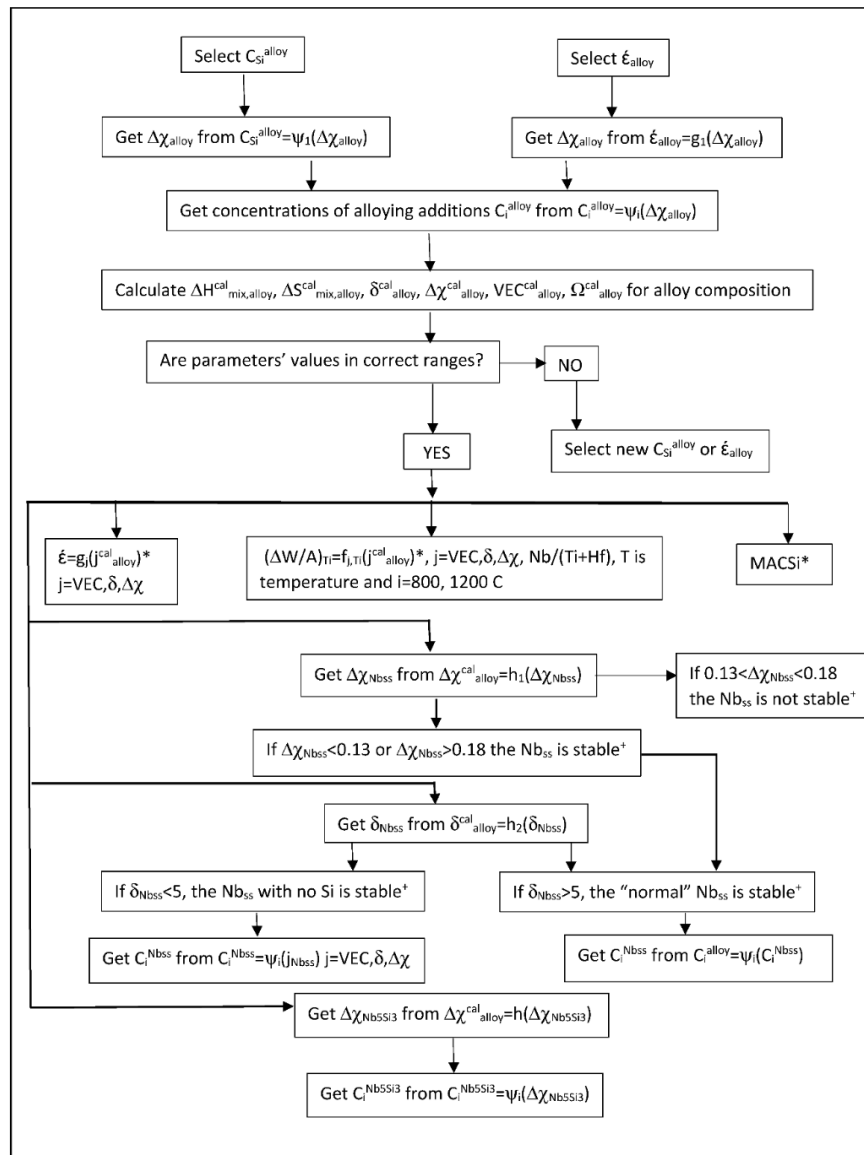 Select C_Si^alloy
Select έ_alloy
Get Δχ_alloy from C_Si^alloy=ψ₁(Δχ_alloy)
Get Δχ_alloy from έ_alloy=g₁(Δχ_alloy)
Get concentrations of alloying additions C_i^alloy from C_i^alloy=ψ_i(Δχ_alloy)
Calculate ΔH^cal_mix,alloy, ΔS^cal_mix,alloy, δ^cal_alloy, Δχ^cal_alloy, VEC^cal_alloy, Ω^cal_alloy for alloy composition
Are parameters' values in correct ranges?
NO
YES
Select new C_Si^alloy or έ_alloy
έ=g_j(j^cal_alloy)*
j=VEC,δ,Δχ
(ΔW/A)_Ti=f_j,Ti(j^cal_alloy)*, j=VEC,δ,Δχ, Nb/(Ti+Hf), T is
temperature and i=800, 1200 C
MACSi*
Get Δχ_Nbss from Δχ^cal_alloy=h₁(Δχ_Nbss)
If 0.13<Δχ_Nbss<0.18
the Nb_ss is not stable⁺
If Δχ_Nbss<0.13 or Δχ_Nbss>0.18 the Nb_ss is stable⁺
Get δ_Nbss from δ^cal_alloy=h₂(δ_Nbss)
If δ_Nbss<5, the Nb_ss with no Si is stable⁺
If δ_Nbss>5, the "normal" Nb_ss is stable⁺
Get C_i^Nbss from C_i^Nbss=ψ_i(j_Nbss) j=VEC,δ,Δχ
Get C_i^Nbss from C_i^alloy=ψ_i(C_i^Nbss)
Get Δχ_Nb5Si3 from Δχ^cal_alloy=h(Δχ_Nb5Si3)
Get C_i^Nb5Si3 from C_i^Nb5Si3=ψ_i(Δχ_Nb5Si3)